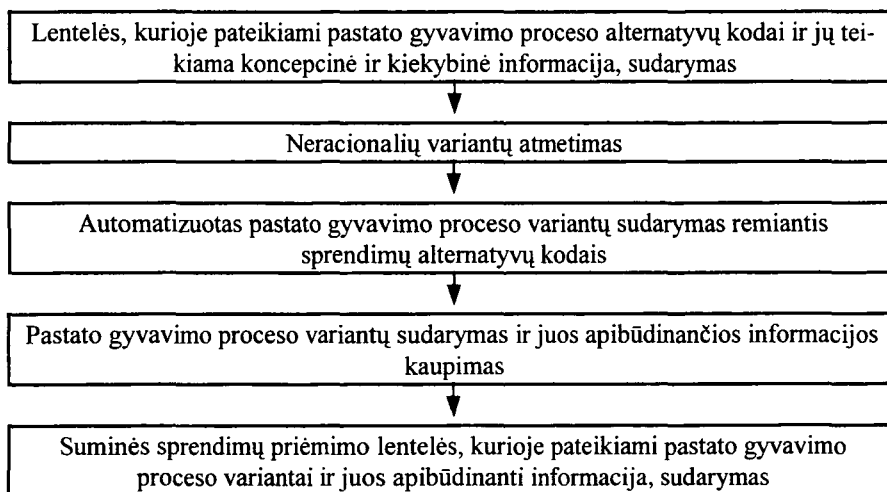 Lentelės, kurioje pateikiami pastato gyvavimo proceso alternatyvų kodai ir jų tei-
kiama koncepcinė ir kiekybinė informacija, sudarymas
Neracionalių variantų atmetimas
Automatizuotas pastato gyvavimo proceso variantų sudarymas remiantis
sprendimų alternatyvų kodais
Pastato gyvavimo proceso variantų sudarymas ir juos apibūdinančios informacijos
kaupimas
Suminės sprendimų priėmimo lentelės, kurioje pateikiami pastato gyvavimo
proceso variantai ir juos apibūdinanti informacija, sudarymas